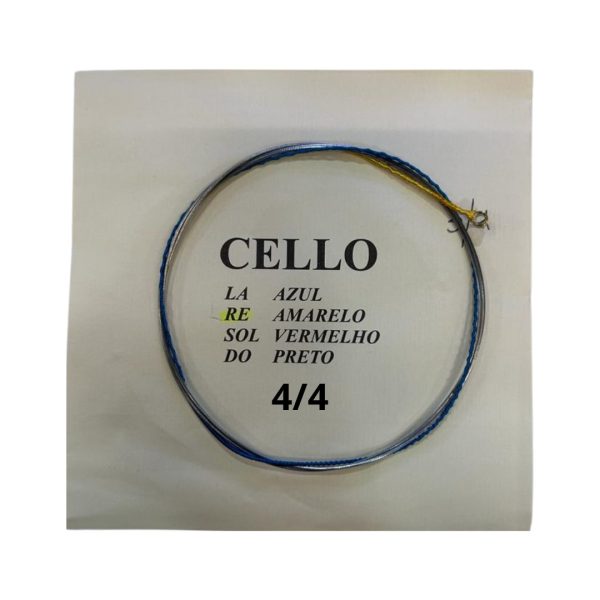 CELLO
LA AZUL
RE AMARELO
SOL VERMELHO
DO PRETO
4/4